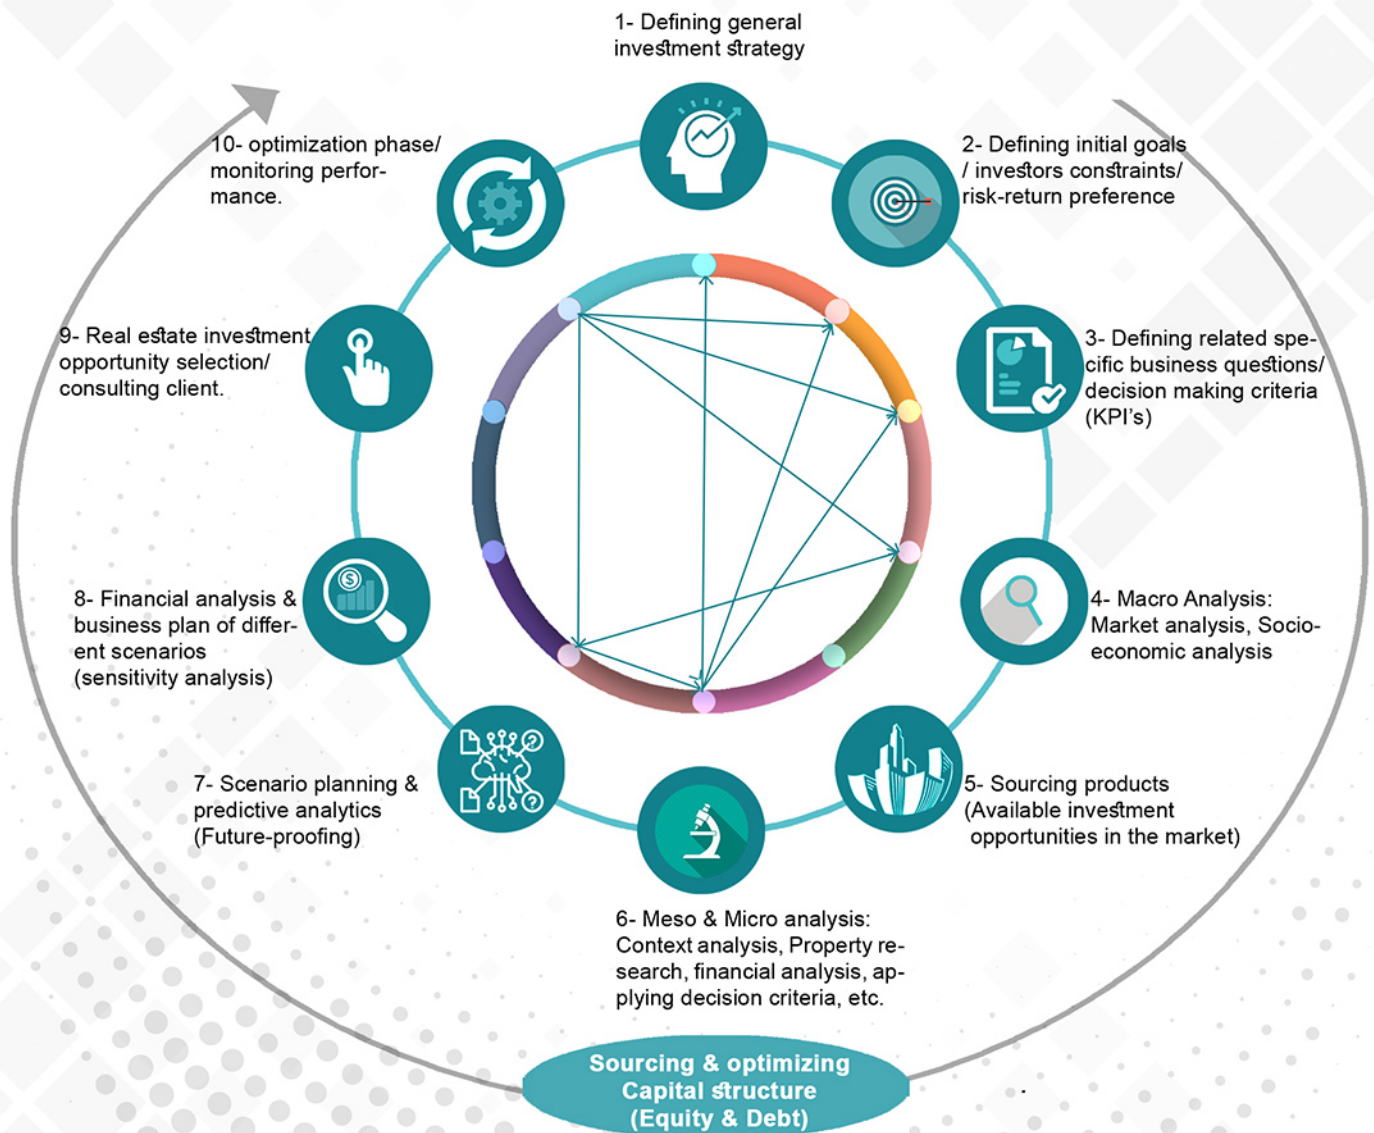 1- Defining general
investment strategy
2- Defining initial goals
/ investors constraints/
risk-return preference
3- Defining related spe-
cific business questions/
decision making criteria
(KPI's)
4- Macro Analysis:
Market analysis, Socio-
economic analysis
5- Sourcing products
(Available investment
opportunities in the market)
6- Meso & Micro analysis:
Context analysis, Property re-
search, financial analysis, ap-
plying decision criteria, etc.
7- Scenario planning &
predictive analytics
(Future-proofing)
8- Financial analysis &
business plan of differ-
ent scenarios
(sensitivity analysis)
9- Real estate investment
opportunity selection/
consulting client.
10- optimization phase/
monitoring perfor-
mance.
Sourcing & optimizing
Capital structure
(Equity & Debt)